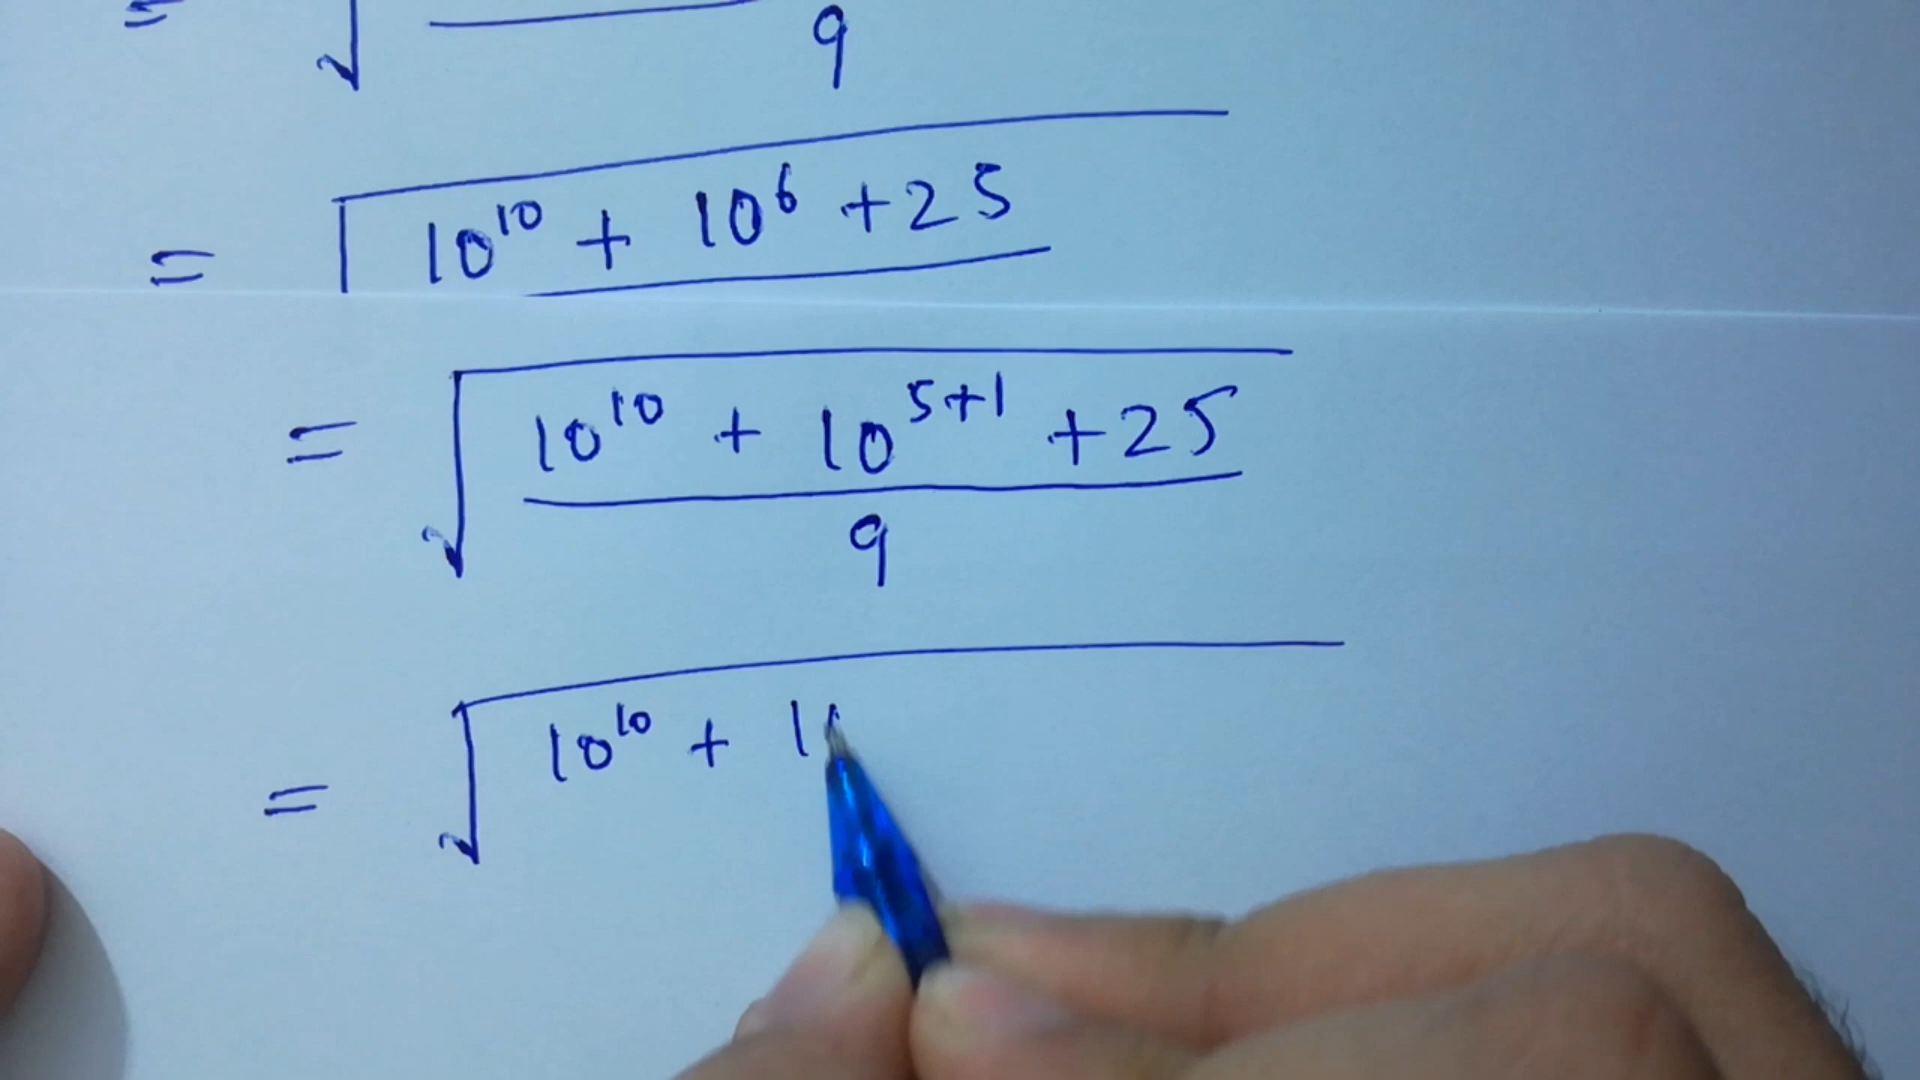 = √ 9
= √ 10^10 + 10^6 + 25
= √ (10^10 + 10^(5+1) + 25) / 9
= √ 10^10 + 1